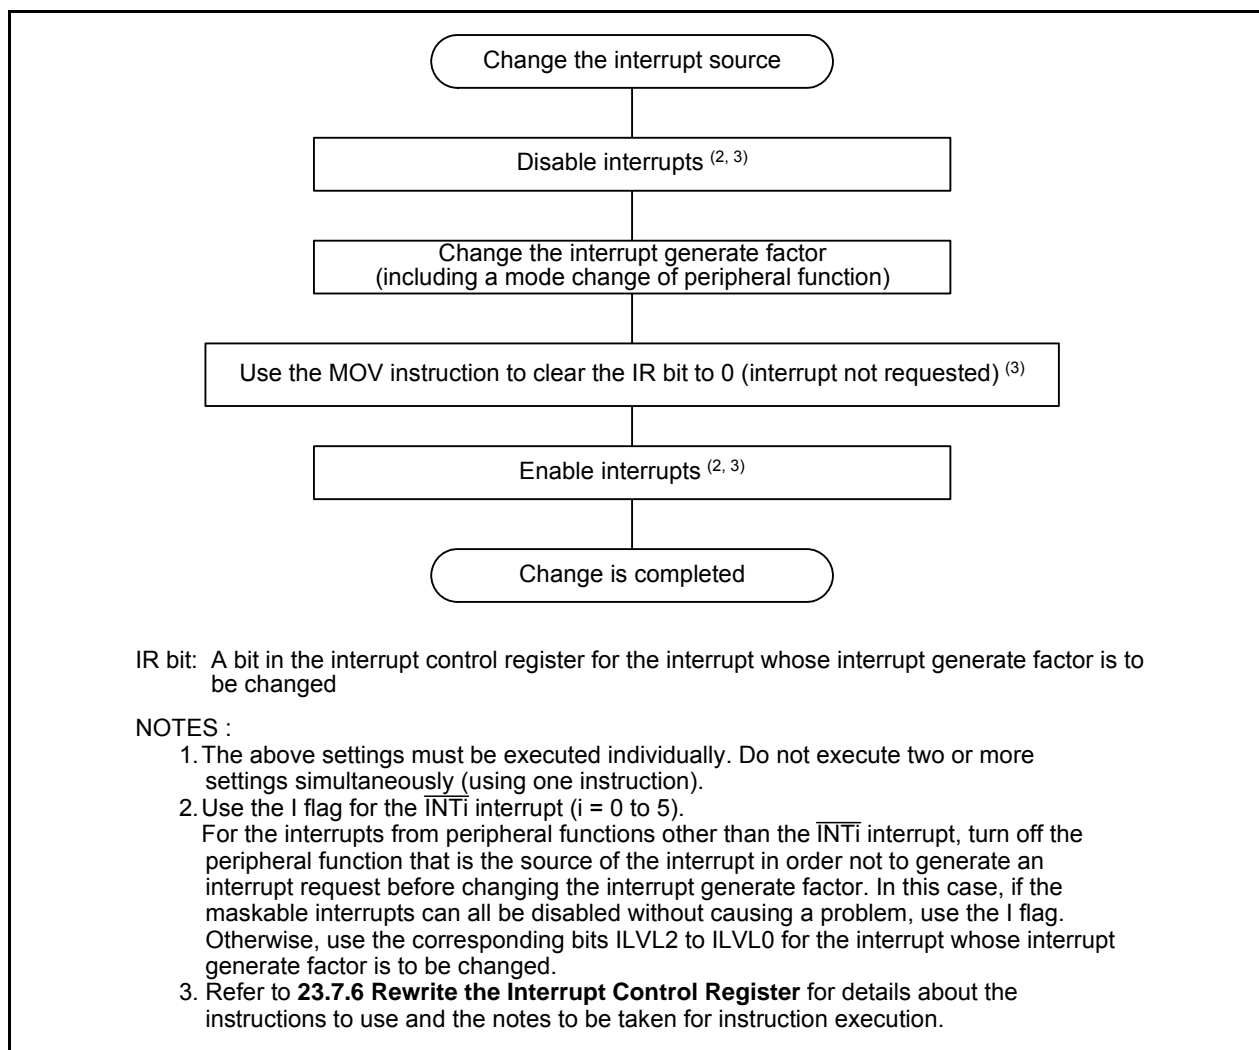 Change the interrupt source
Disable interrupts (2, 3)
Change the interrupt generate factor
(including a mode change of peripheral function)
Use the MOV instruction to clear the IR bit to 0 (interrupt not requested) (3)
Enable interrupts (2, 3)
Change is completed
IR bit: A bit in the interrupt control register for the interrupt whose interrupt generate factor is to
be changed
NOTES :
1. The above settings must be executed individually. Do not execute two or more
settings simultaneously (using one instruction).
2. Use the I flag for the I̅N̅T̅i̅ interrupt (i = 0 to 5).
For the interrupts from peripheral functions other than the I̅N̅T̅i̅ interrupt, turn off the
peripheral function that is the source of the interrupt in order not to generate an
interrupt request before changing the interrupt generate factor. In this case, if the
maskable interrupts can all be disabled without causing a problem, use the I flag.
Otherwise, use the corresponding bits ILVL2 to ILVL0 for the interrupt whose interrupt
generate factor is to be changed.
3. Refer to 23.7.6 Rewrite the Interrupt Control Register for details about the
instructions to use and the notes to be taken for instruction execution.